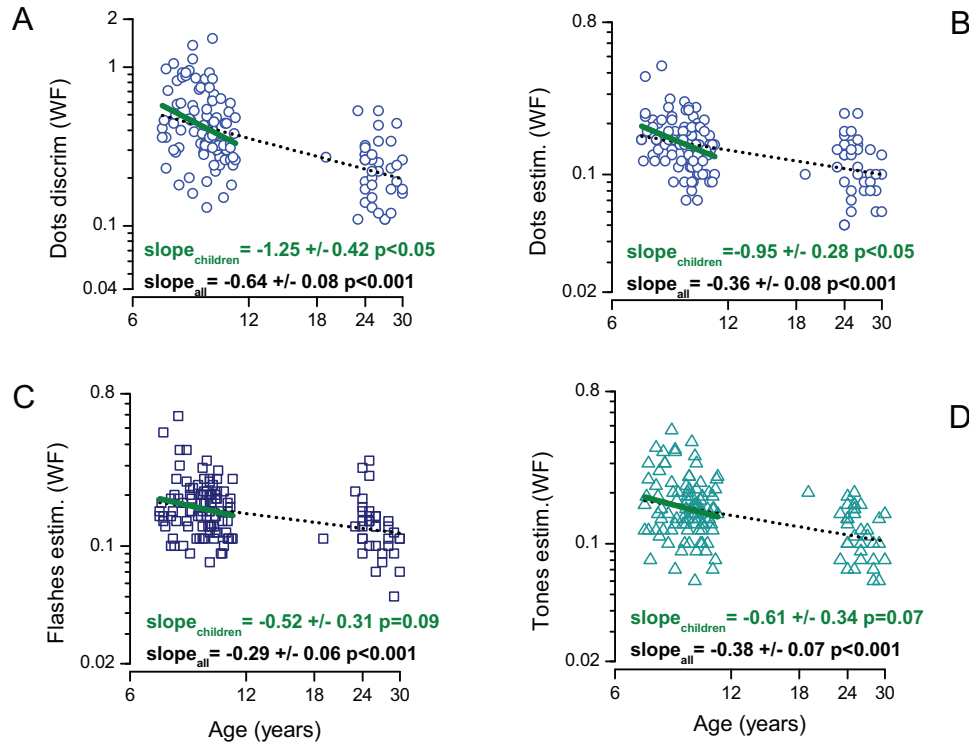 A
Dots discrim (WF)
2
1
0.1
0.04
slope_children= -1.25 +/- 0.42 p<0.05
slope_all= -0.64 +/- 0.08 p<0.001
6 12 18 24 30
B
Dots estim. (WF)
0.8
0.1
0.02
slope_children=-0.95 +/- 0.28 p<0.05
slope_all= -0.36 +/- 0.08 p<0.001
6 12 18 24 30
C
Flashes estim. (WF)
0.8
0.1
0.02
slope_children= -0.52 +/- 0.31 p=0.09
slope_all= -0.29 +/- 0.06 p<0.001
6 12 18 24 30
Age (years)
D
Tones estim.(WF)
0.8
0.1
0.02
slope_children= -0.61 +/- 0.34 p=0.07
slope_all= -0.38 +/- 0.07 p<0.001
6 12 18 24 30
Age (years)